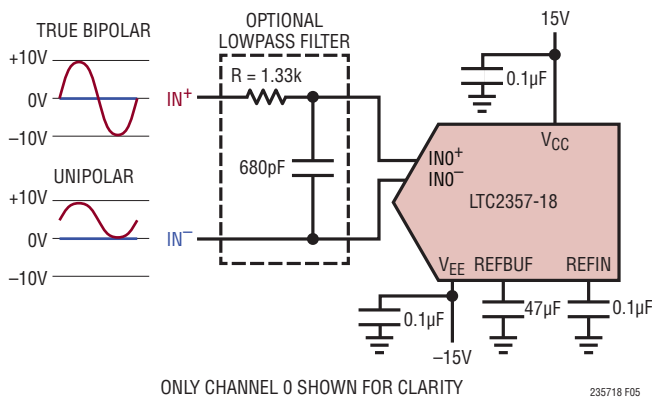 TRUE BIPOLAR
+10V
0V
–10V
UNIPOLAR
+10V
0V
–10V
OPTIONAL
LOWPASS FILTER
R = 1.33k
IN+
680pF
IN–
15V
0.1µF
VCC
IN0+
IN0–
LTC2357-18
VEE REFBUF REFIN
0.1µF
47µF
0.1µF
–15V
ONLY CHANNEL 0 SHOWN FOR CLARITY
235718 F05